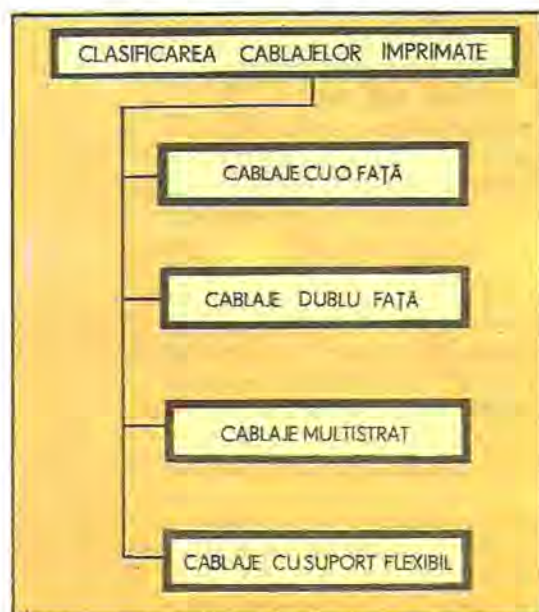 CLASIFICAREA CABLAJELOR IMPRIMATE
CABLAJE CU O FAȚĂ
CABLAJE DUBLU FAȚĂ
CABLAJE MULTISTRAT
CABLAJE CU SUPORT FLEXIBIL